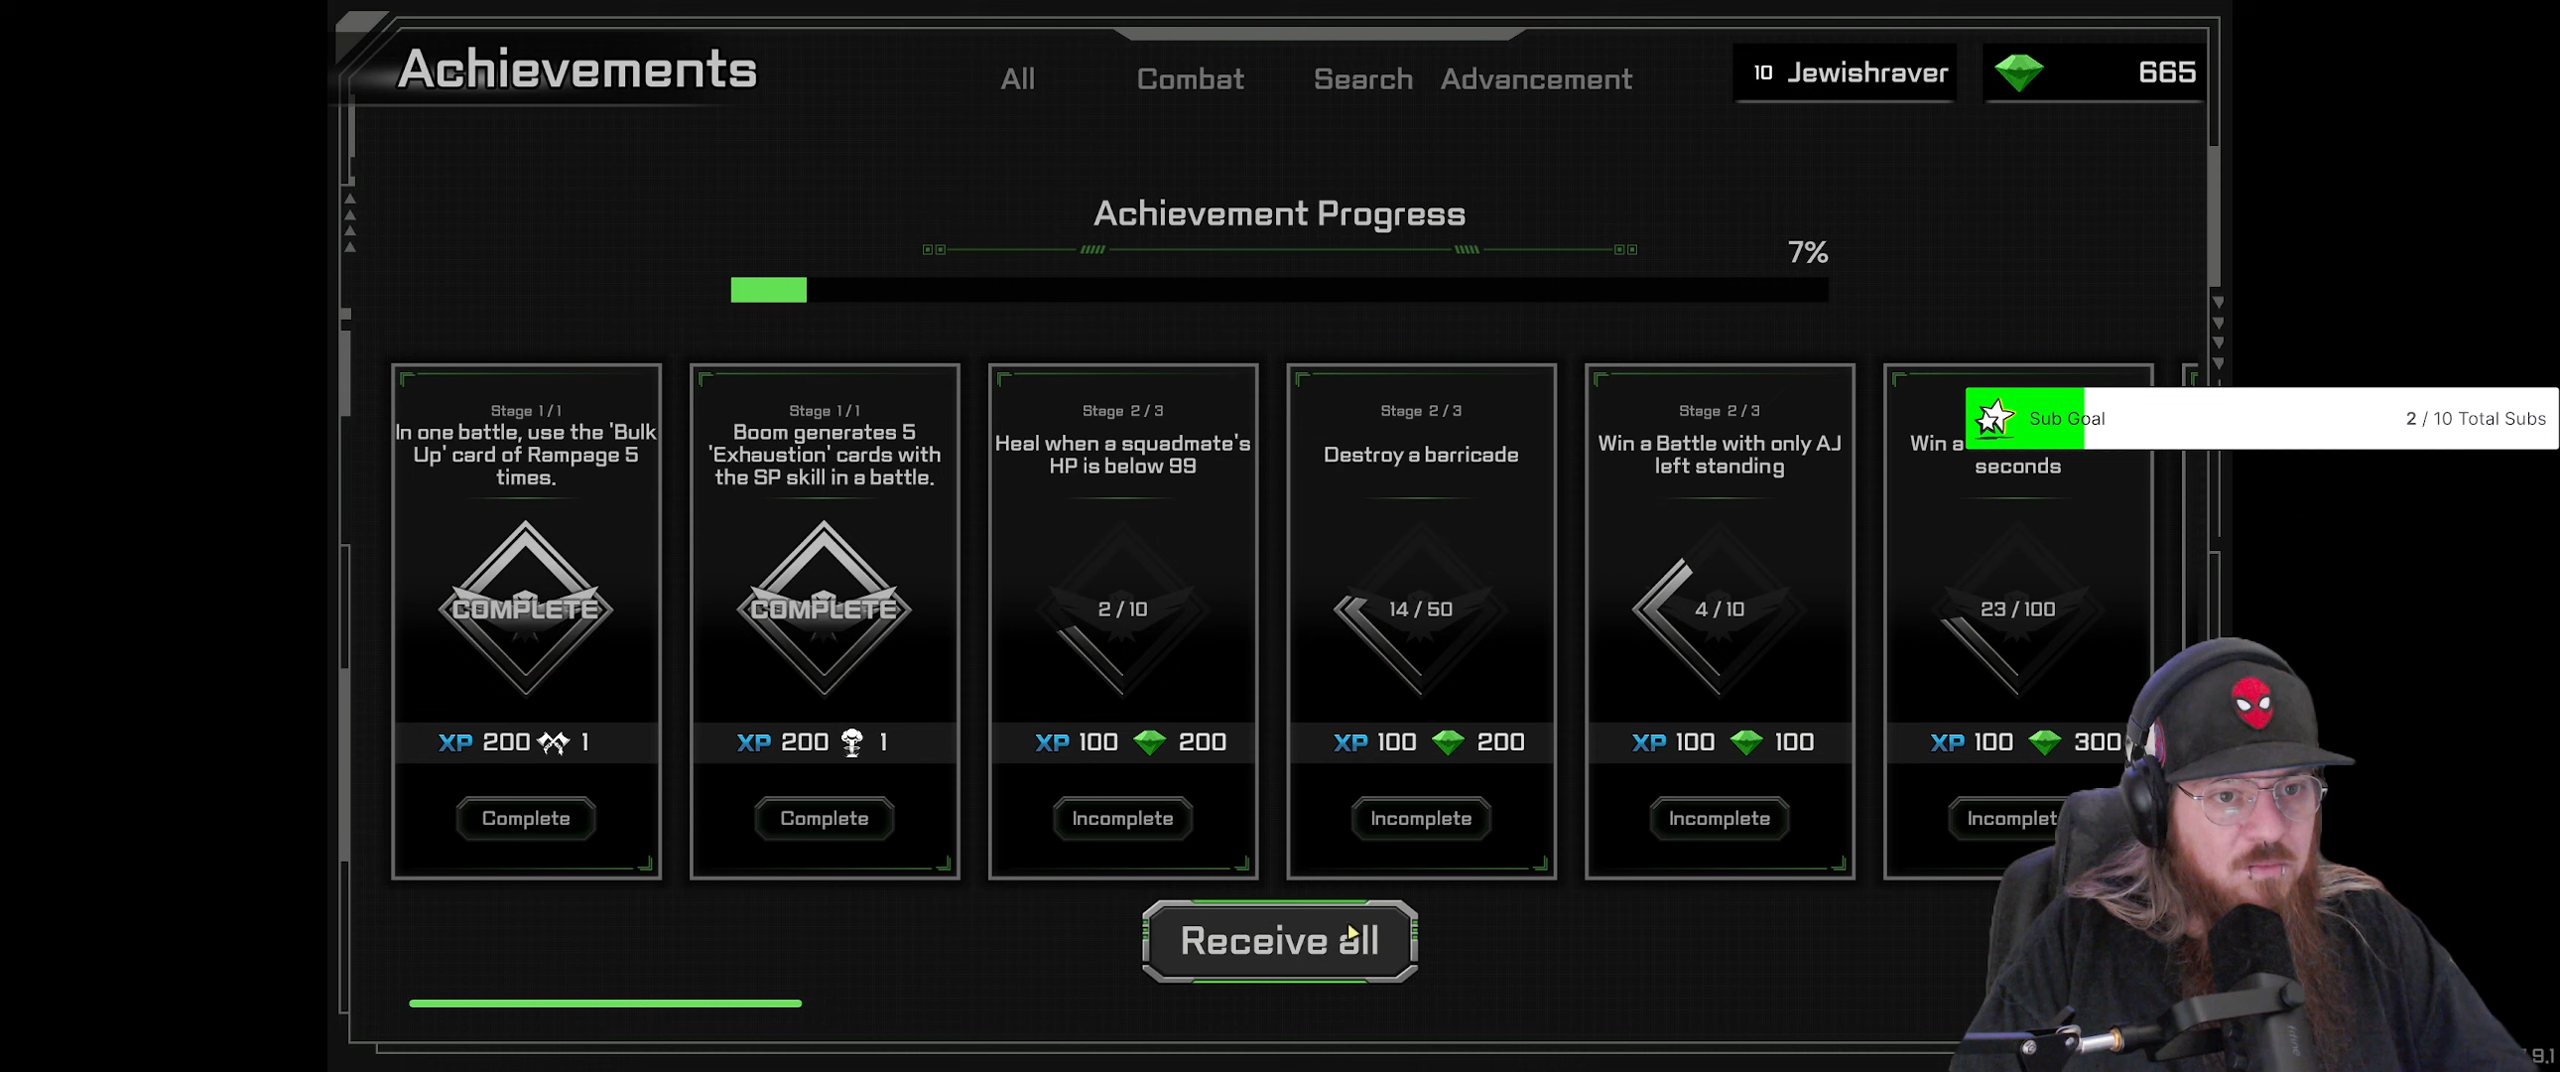 Achievements
All
Combat
Search
Advancement
10 Jewishraver
665
Achievement Progress
7%
Stage 1/1
In one battle, use the 'Bulk
Up' card of Rampage 5
times.
COMPLETE
XP 200 1
Complete
Stage 1/1
Boom generates 5
'Exhaustion' cards with
the SP skill in a battle.
COMPLETE
XP 200 1
Complete
Stage 2/3
Heal when a squadmate's
HP is below 99
2/10
XP 100 200
Incomplete
Stage 2/3
Destroy a barricade
14/50
XP 100 200
Incomplete
Stage 2/3
Win a Battle with only AJ
left standing
4/10
XP 100 100
Incomplete
Win a
seconds
23/100
XP 100 300
Incomplet
Sub Goal
2 / 10 Total Subs
Receive all
9.1